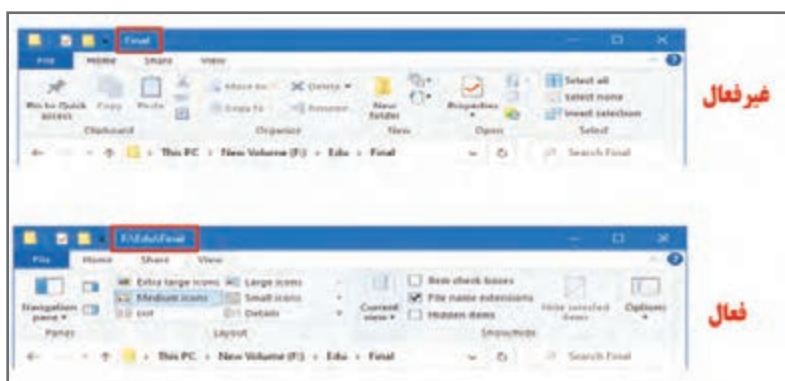 Final
File Home Share View
غیرفعال
Pin to Quick access Copy Paste Move to Copy to Delete Rename New folder Properties Select all Select none Invert selection
Clipboard Organize New Open Select
This PC New Volume (F:) Edu Final Search Final
F:\Edu\Final
File Home Share View
فعال
Navigation pane Extra large icons Large icons Medium icons Small icons List Details Current view Item check boxes File name extensions Hidden items Hide selected items Options
Panes Layout Show/hide
This PC New Volume (F:) Edu Final Search Final